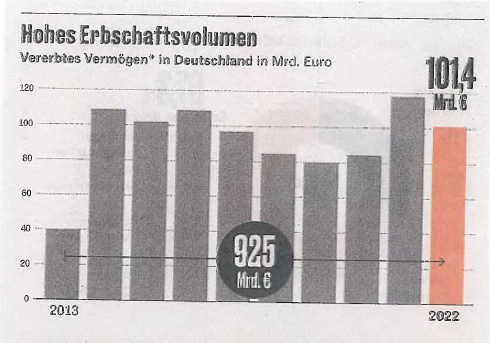 Hohes Erbschaftsvolumen
Vererbtes Vermögen* in Deutschland in Mrd. Euro
101,4
Mrd. €
120
100
80
60
40
20
0
925
Mrd. €
2013
2022